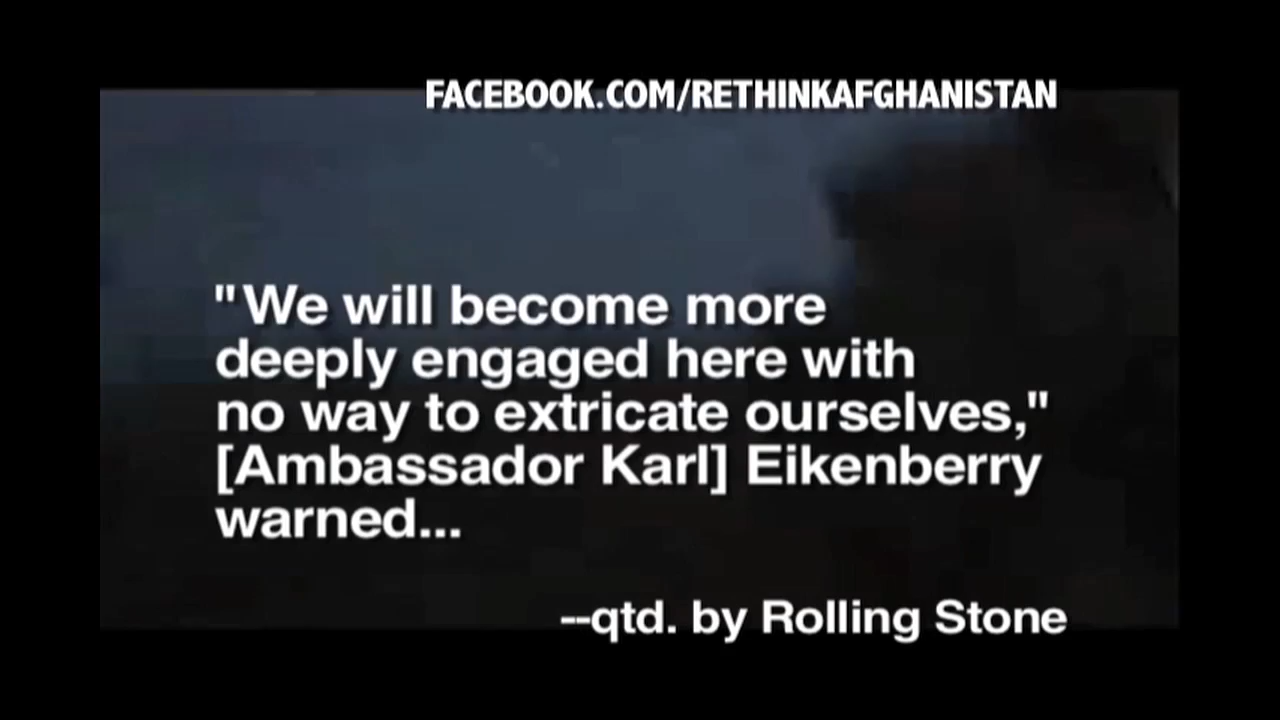 FACEBOOK.COM/RETHINKAFGHANISTAN
"We will become more
deeply engaged here with
no way to extricate ourselves,"
[Ambassador Karl] Eikenberry
warned...
--qtd. by Rolling Stone